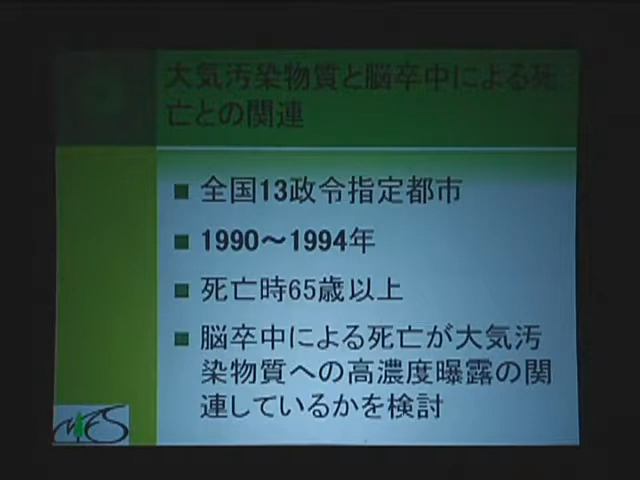 大気汚染物質と脳卒中による死
亡との関連
■ 全国13政令指定都市
■ 1990～1994年
■ 死亡時65歳以上
■ 脳卒中による死亡が大気汚
染物質への高濃度曝露の関
連しているかを検討
NIES